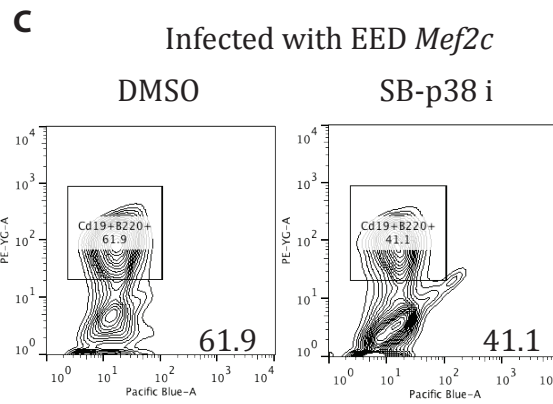 C
Infected with EED Mef2c
DMSO
SB-p38 i
10^4
10^3
10^2
10^1
10^0
PE-YG-A
Cd19+B220+
61.9
61.9
10^0 10^1 10^2 10^3 10^4
Pacific Blue-A
10^4
10^3
10^2
10^1
10^0
PE-YG-A
Cd19+B220+
41.1
41.1
10^0 10^1 10^2 10^3
Pacific Blue-A